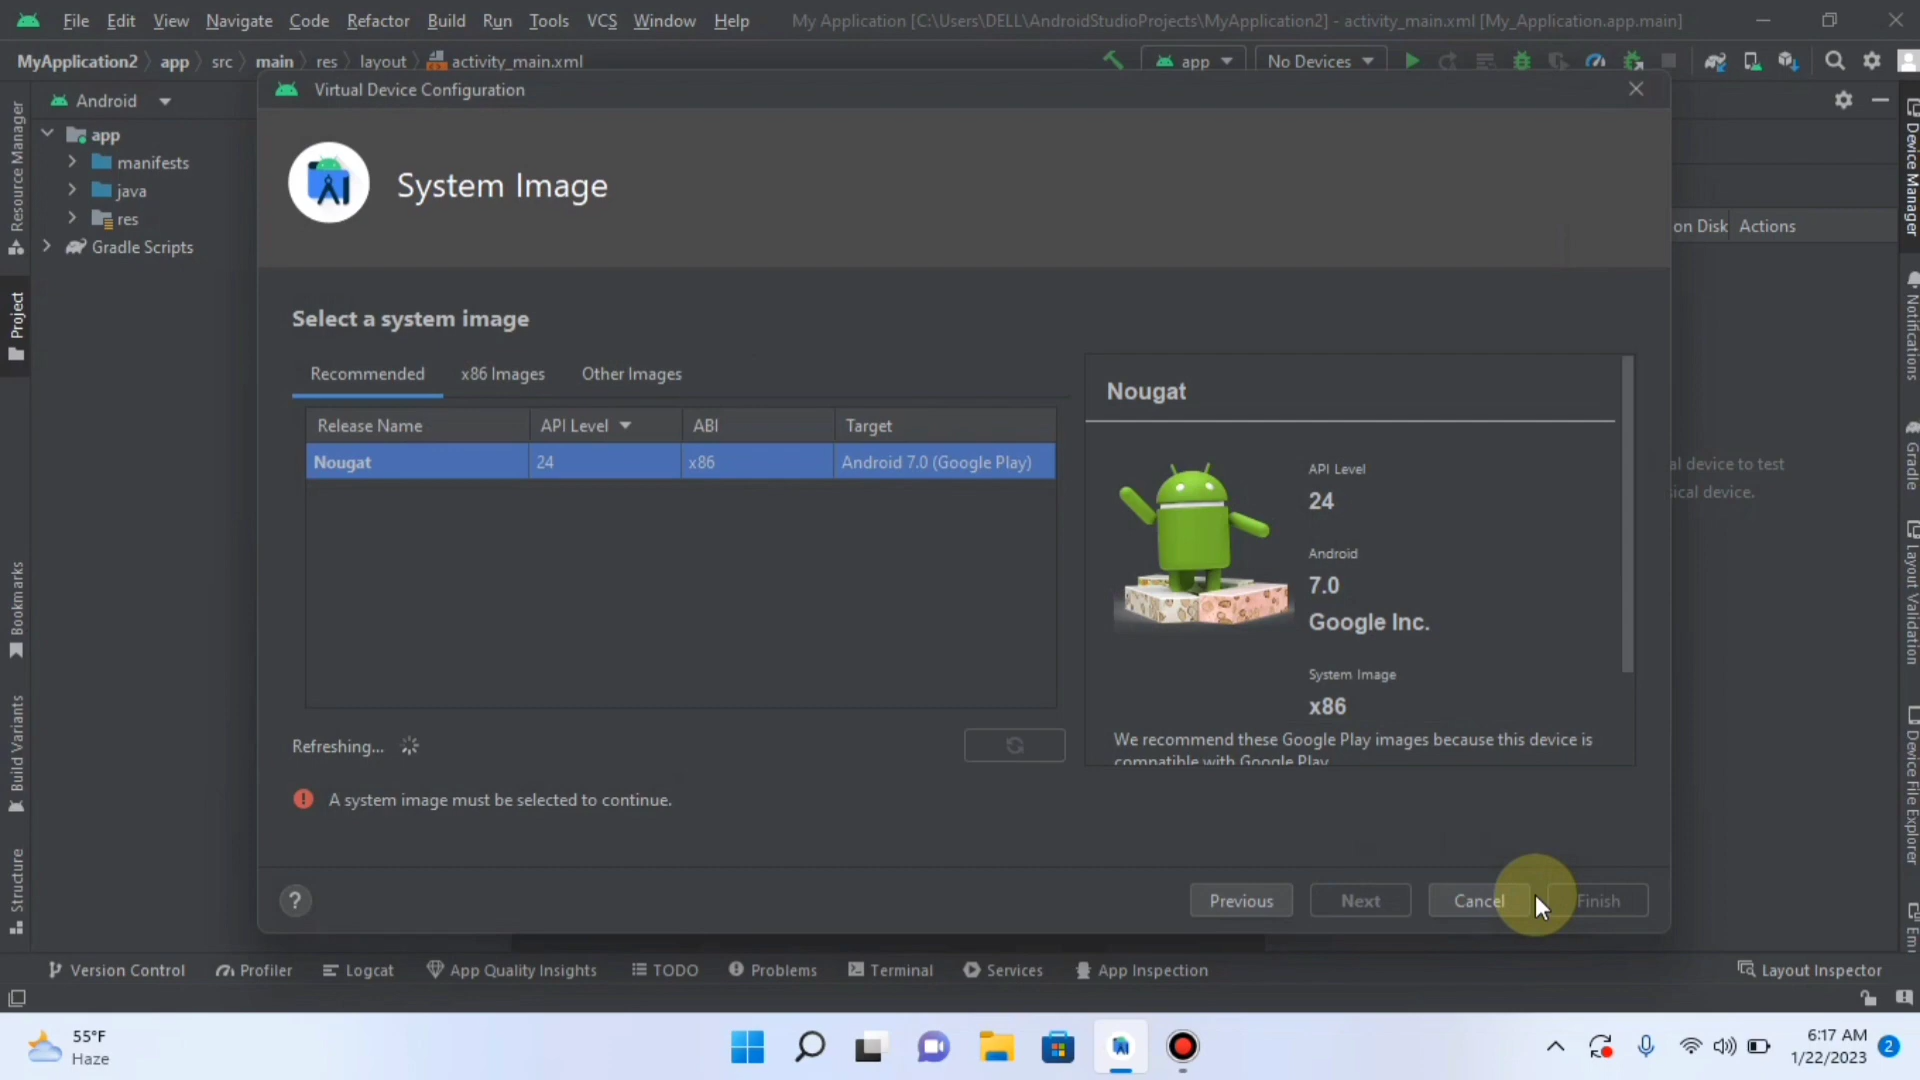 File Edit View Navigate Code Refactor Build Run Tools VCS Window Help My Application [C:\Users\DELL\AndroidStudioProjects\MyApplication2] - activity_main.xml [My_Application.app.main]
MyApplication2 app src main res layout activity_main.xml app No Devices
Virtual Device Configuration
Android
app
manifests
java
res
Gradle Scripts
Resource Manager
Project
Bookmarks
Build Variants
Structure
System Image
Select a system image
Recommended x86 Images Other Images
Release Name API Level ABI Target
Nougat 24 x86 Android 7.0 (Google Play)
Refreshing...
A system image must be selected to continue.
Nougat
API Level
24
Android
7.0
Google Inc.
System Image
x86
We recommend these Google Play images because this device is
compatible with Google Play
? Previous Next Cancel Finish
on Disk Actions
al device to test
ical device.
Device Manager
Notifications
Gradle
Layout Validation
Device File Explorer
Em
Version Control Profiler Logcat App Quality Insights TODO Problems Terminal Services App Inspection Layout Inspector
55°F
Haze
6:17 AM
1/22/2023
2